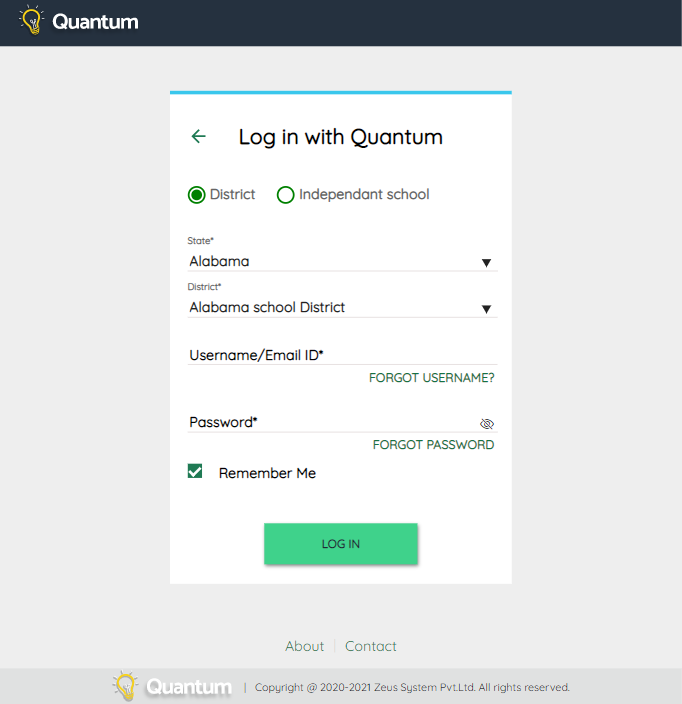 Quantum
Log in with Quantum
District Independant school
State*
Alabama
District*
Alabama school District
Username/Email ID*
FORGOT USERNAME?
Password*
FORGOT PASSWORD
Remember Me
LOG IN
About | Contact
Quantum | Copyright @ 2020-2021 Zeus System Pvt.Ltd. All rights reserved.